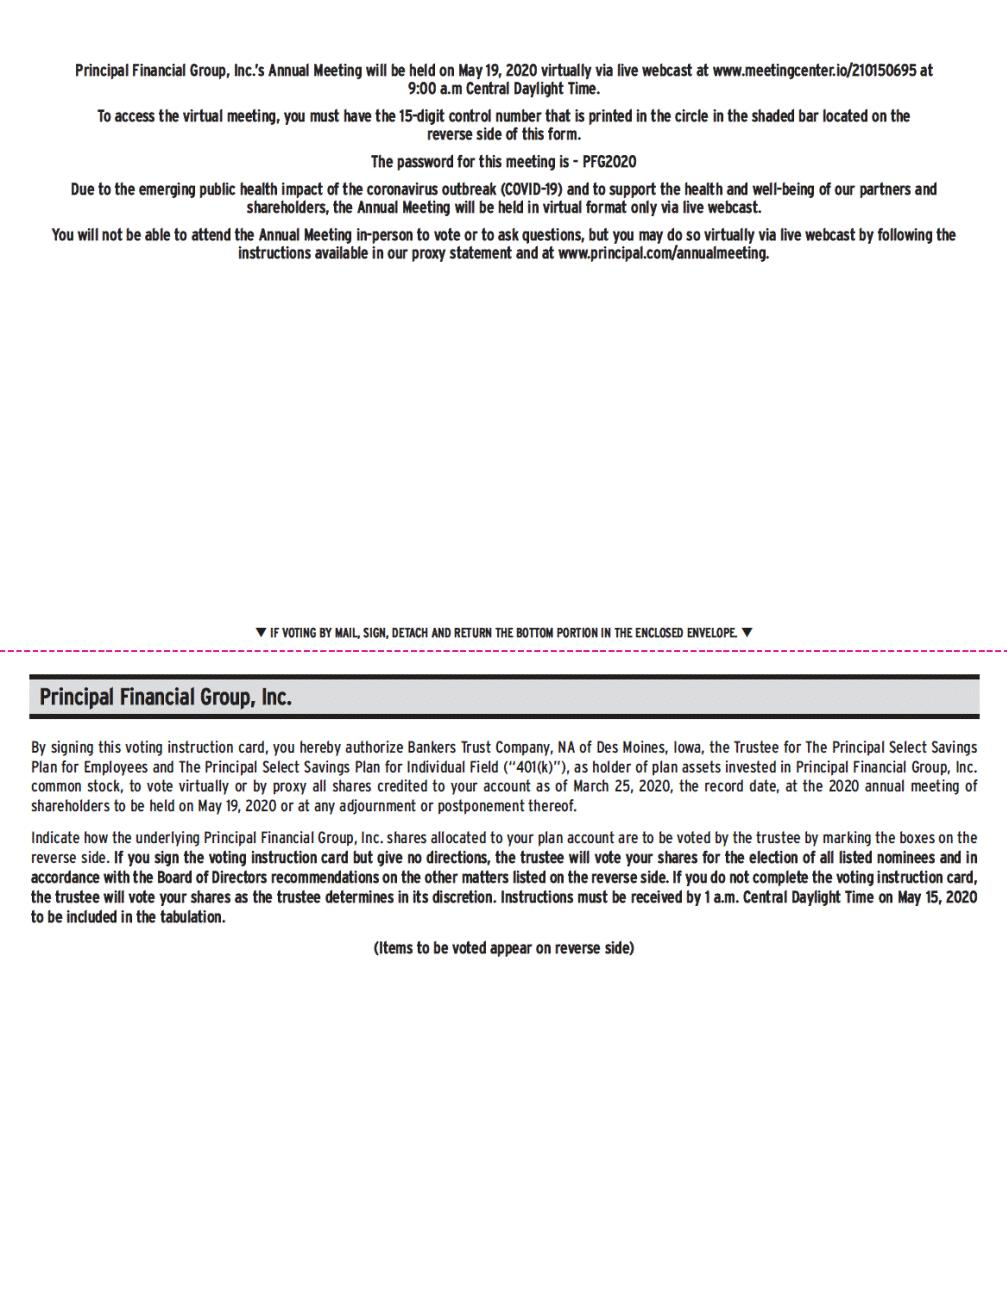 Principal Financial Group, Inc.'s Annual Meeting will be held on May 19, 2020 virtually via live webcast at www.meetingcenter.io/210150695 at
9:00 a.m Central Daylight Time.
To access the virtual meeting, you must have the 15-digit control number that is printed in the circle in the shaded bar located on the
reverse side of this form.
The password for this meeting is - PFG2020
Due to the emerging public health impact of the coronavirus outbreak (COVID-19) and to support the health and well-being of our partners and
shareholders, the Annual Meeting will be held in virtual format only via live webcast.
You will not be able to attend the Annual Meeting in-person to vote or to ask questions, but you may do so virtually via live webcast by following the
instructions available in our proxy statement and at www.principal.com/annualmeeting.
▼ IF VOTING BY MAIL, SIGN, DETACH AND RETURN THE BOTTOM PORTION IN THE ENCLOSED ENVELOPE. ▼
Principal Financial Group, Inc.
By signing this voting instruction card, you hereby authorize Bankers Trust Company, NA of Des Moines, Iowa, the Trustee for The Principal Select Savings
Plan for Employees and The Principal Select Savings Plan for Individual Field (“401(k)”), as holder of plan assets invested in Principal Financial Group, Inc.
common stock, to vote virtually or by proxy all shares credited to your account as of March 25, 2020, the record date, at the 2020 annual meeting of
shareholders to be held on May 19, 2020 or at any adjournment or postponement thereof.
Indicate how the underlying Principal Financial Group, Inc. shares allocated to your plan account are to be voted by the trustee by marking the boxes on the
reverse side. If you sign the voting instruction card but give no directions, the trustee will vote your shares for the election of all listed nominees and in
accordance with the Board of Directors recommendations on the other matters listed on the reverse side. If you do not complete the voting instruction card,
the trustee will vote your shares as the trustee determines in its discretion. Instructions must be received by 1 a.m. Central Daylight Time on May 15, 2020
to be included in the tabulation.
(Items to be voted appear on reverse side)